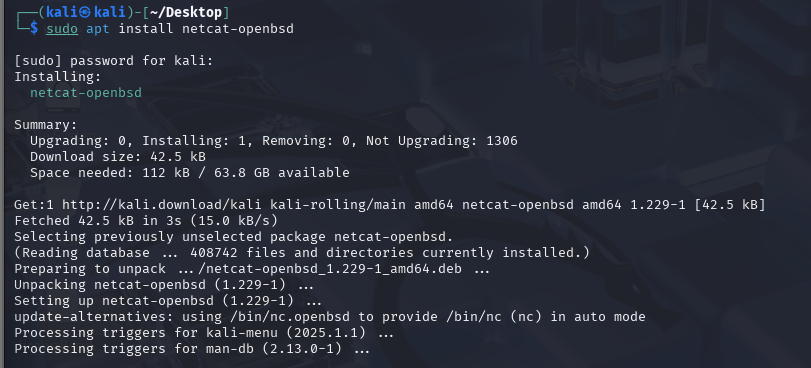 ┌──(kali㉿kali)-[~/Desktop]
└─$ sudo apt install netcat-openbsd
[sudo] password for kali:
Installing:
  netcat-openbsd
Summary:
  Upgrading: 0, Installing: 1, Removing: 0, Not Upgrading: 1306
  Download size: 42.5 kB
  Space needed: 112 kB / 63.8 GB available
Get:1 http://kali.download/kali kali-rolling/main amd64 netcat-openbsd amd64 1.229-1 [42.5 kB]
Fetched 42.5 kB in 3s (15.0 kB/s)
Selecting previously unselected package netcat-openbsd.
(Reading database ... 408742 files and directories currently installed.)
Preparing to unpack .../netcat-openbsd_1.229-1_amd64.deb ...
Unpacking netcat-openbsd (1.229-1) ...
Setting up netcat-openbsd (1.229-1) ...
update-alternatives: using /bin/nc.openbsd to provide /bin/nc (nc) in auto mode
Processing triggers for kali-menu (2025.1.1) ...
Processing triggers for man-db (2.13.0-1) ...